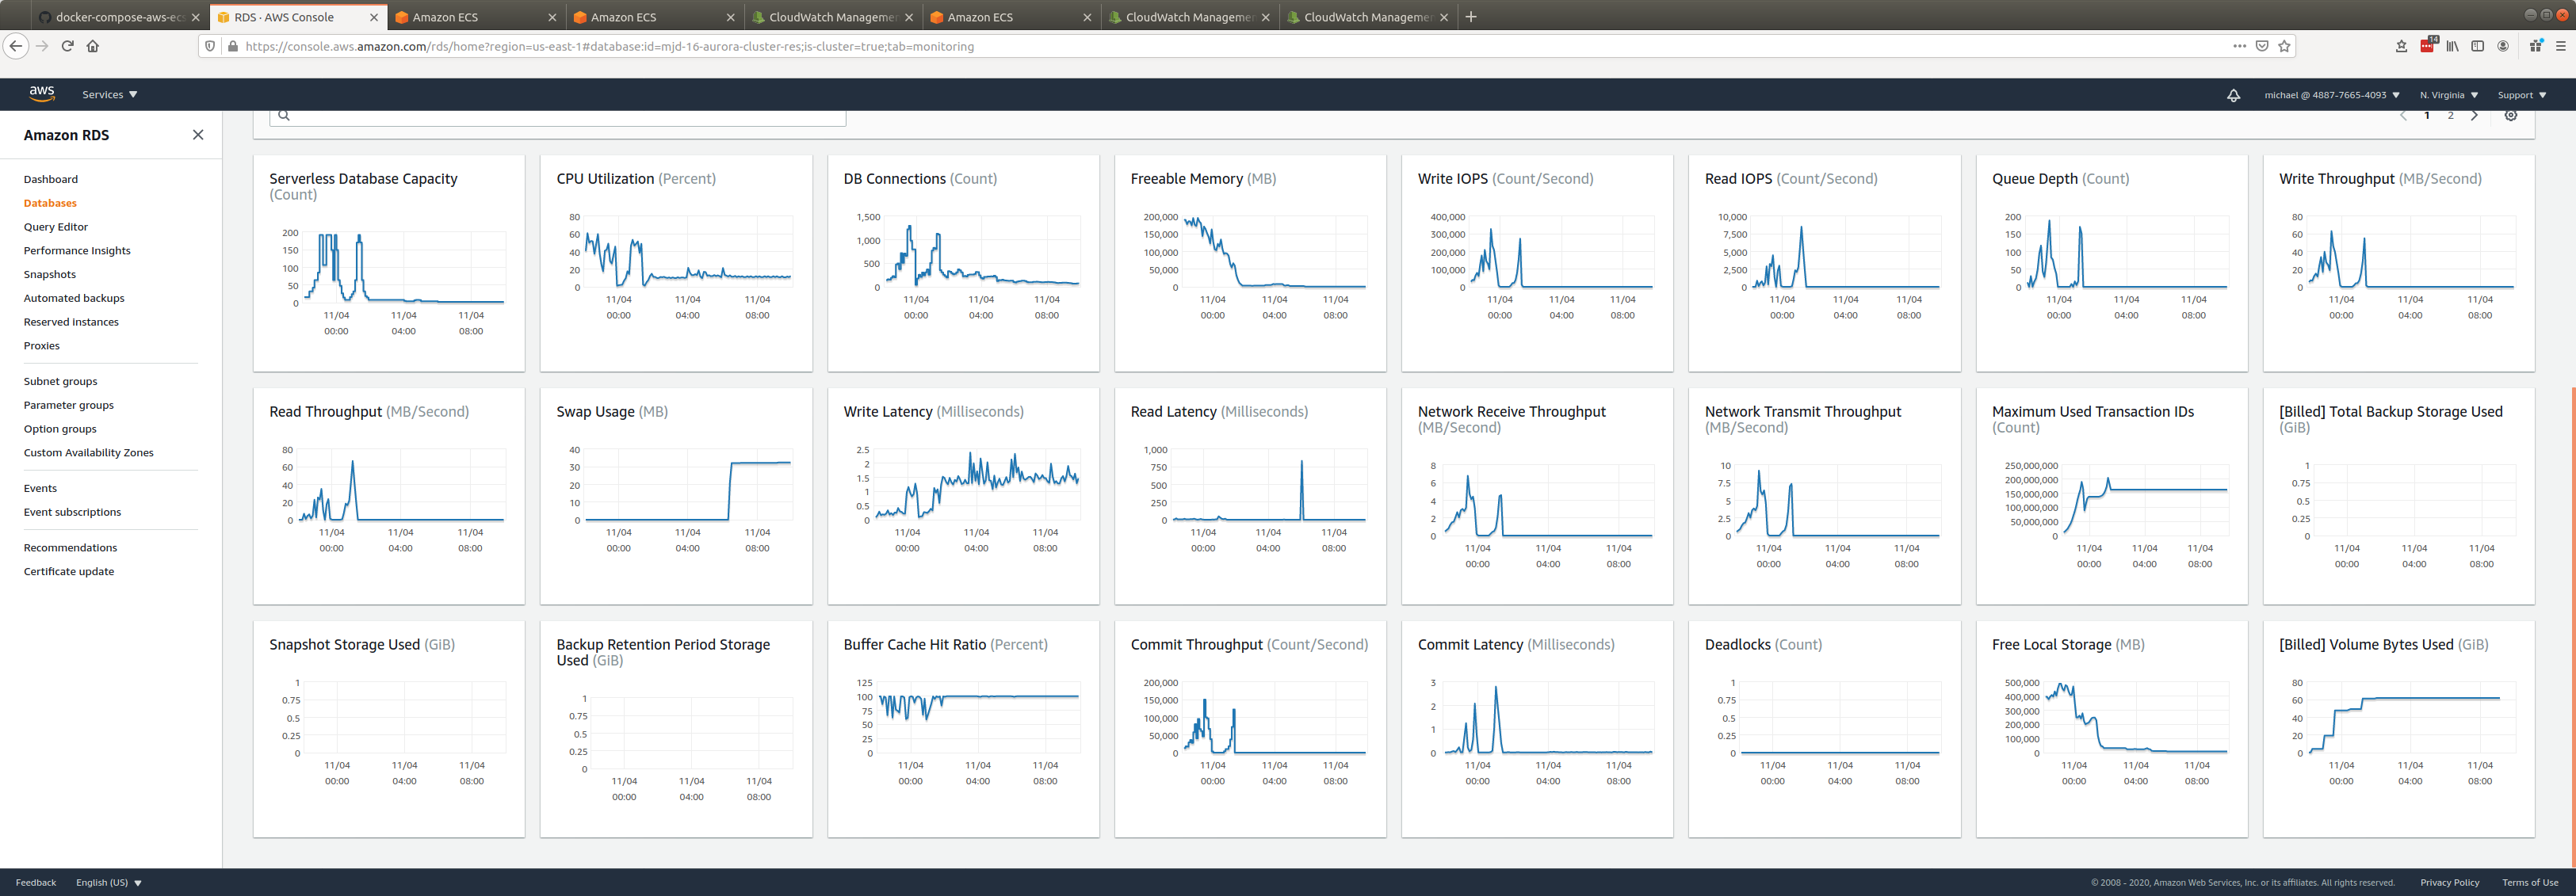 docker-compose-aws-ecs
RDS · AWS Console
Amazon ECS
Amazon ECS
CloudWatch Managemen
Amazon ECS
CloudWatch Managemen
CloudWatch Managemen
https://console.aws.amazon.com/rds/home?region=us-east-1#database:id=mjd-16-aurora-cluster-res;is-cluster=true;tab=monitoring
14
aws
Services
michael @ 4887-7665-4093
N. Virginia
Support
Amazon RDS
Dashboard
Databases
Query Editor
Performance Insights
Snapshots
Automated backups
Reserved instances
Proxies
Subnet groups
Parameter groups
Option groups
Custom Availability Zones
Events
Event subscriptions
Recommendations
Certificate update
1 2
Serverless Database Capacity
(Count)
200
150
100
50
0
11/04 11/04 11/04
00:00 04:00 08:00
CPU Utilization (Percent)
80
60
40
20
0
11/04 11/04 11/04
00:00 04:00 08:00
DB Connections (Count)
1,500
1,000
500
0
11/04 11/04 11/04
00:00 04:00 08:00
Freeable Memory (MB)
200,000
150,000
100,000
50,000
0
11/04 11/04 11/04
00:00 04:00 08:00
Write IOPS (Count/Second)
400,000
300,000
200,000
100,000
0
11/04 11/04 11/04
00:00 04:00 08:00
Read IOPS (Count/Second)
10,000
7,500
5,000
2,500
0
11/04 11/04 11/04
00:00 04:00 08:00
Queue Depth (Count)
200
150
100
50
0
11/04 11/04 11/04
00:00 04:00 08:00
Write Throughput (MB/Second)
80
60
40
20
0
11/04 11/04 11/04
00:00 04:00 08:00
Read Throughput (MB/Second)
80
60
40
20
0
11/04 11/04 11/04
00:00 04:00 08:00
Swap Usage (MB)
40
30
20
10
0
11/04 11/04 11/04
00:00 04:00 08:00
Write Latency (Milliseconds)
2.5
2
1.5
1
0.5
0
11/04 11/04 11/04
00:00 04:00 08:00
Read Latency (Milliseconds)
1,000
750
500
250
0
11/04 11/04 11/04
00:00 04:00 08:00
Network Receive Throughput
(MB/Second)
8
6
4
2
0
11/04 11/04 11/04
00:00 04:00 08:00
Network Transmit Throughput
(MB/Second)
10
7.5
5
2.5
0
11/04 11/04 11/04
00:00 04:00 08:00
Maximum Used Transaction IDs
(Count)
250,000,000
200,000,000
150,000,000
100,000,000
50,000,000
0
11/04 11/04 11/04
00:00 04:00 08:00
[Billed] Total Backup Storage Used
(GiB)
1
0.75
0.5
0.25
0
11/04 11/04 11/04
00:00 04:00 08:00
Snapshot Storage Used (GiB)
1
0.75
0.5
0.25
0
11/04 11/04 11/04
00:00 04:00 08:00
Backup Retention Period Storage
Used (GiB)
1
0.75
0.5
0.25
0
11/04 11/04 11/04
00:00 04:00 08:00
Buffer Cache Hit Ratio (Percent)
125
100
75
50
25
0
11/04 11/04 11/04
00:00 04:00 08:00
Commit Throughput (Count/Second)
200,000
150,000
100,000
50,000
0
11/04 11/04 11/04
00:00 04:00 08:00
Commit Latency (Milliseconds)
3
2
1
0
11/04 11/04 11/04
00:00 04:00 08:00
Deadlocks (Count)
1
0.75
0.5
0.25
0
11/04 11/04 11/04
00:00 04:00 08:00
Free Local Storage (MB)
500,000
400,000
300,000
200,000
100,000
0
11/04 11/04 11/04
00:00 04:00 08:00
[Billed] Volume Bytes Used (GiB)
80
60
40
20
0
11/04 11/04 11/04
00:00 04:00 08:00
Feedback
English (US)
© 2008 - 2020, Amazon Web Services, Inc. or its affiliates. All rights reserved.
Privacy Policy
Terms of Use